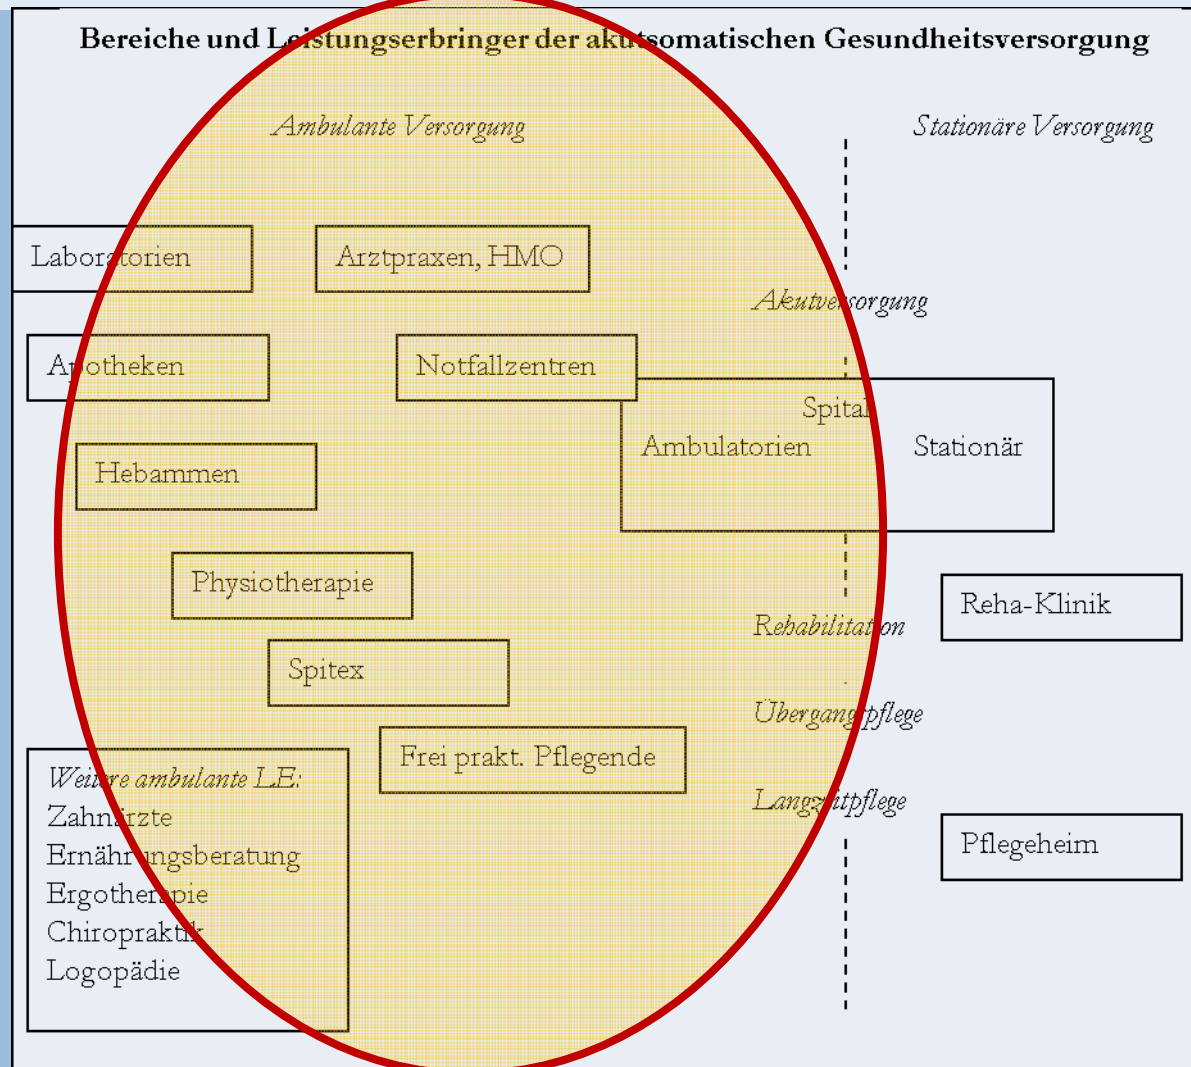 Bereiche und Leistungserbringer der akutsomatischen Gesundheitsversorgung
Ambulante Versorgung
Stationäre Versorgung
Laboratorien
Arztpraxen, HMO
Akutversorgung
Apotheken
Notfallzentren
Spital
Ambulatorien
Stationär
Hebammen
Physiotherapie
Reha-Klinik
Rehabilitation
Spitex
Übergangpflege
Frei prakt. Pflegende
Weitere ambulante LE:
Zahnärzte
Ernährungsberatung
Ergotherapie
Chiropraktik
Logopädie
Langzeitpflege
Pflegeheim